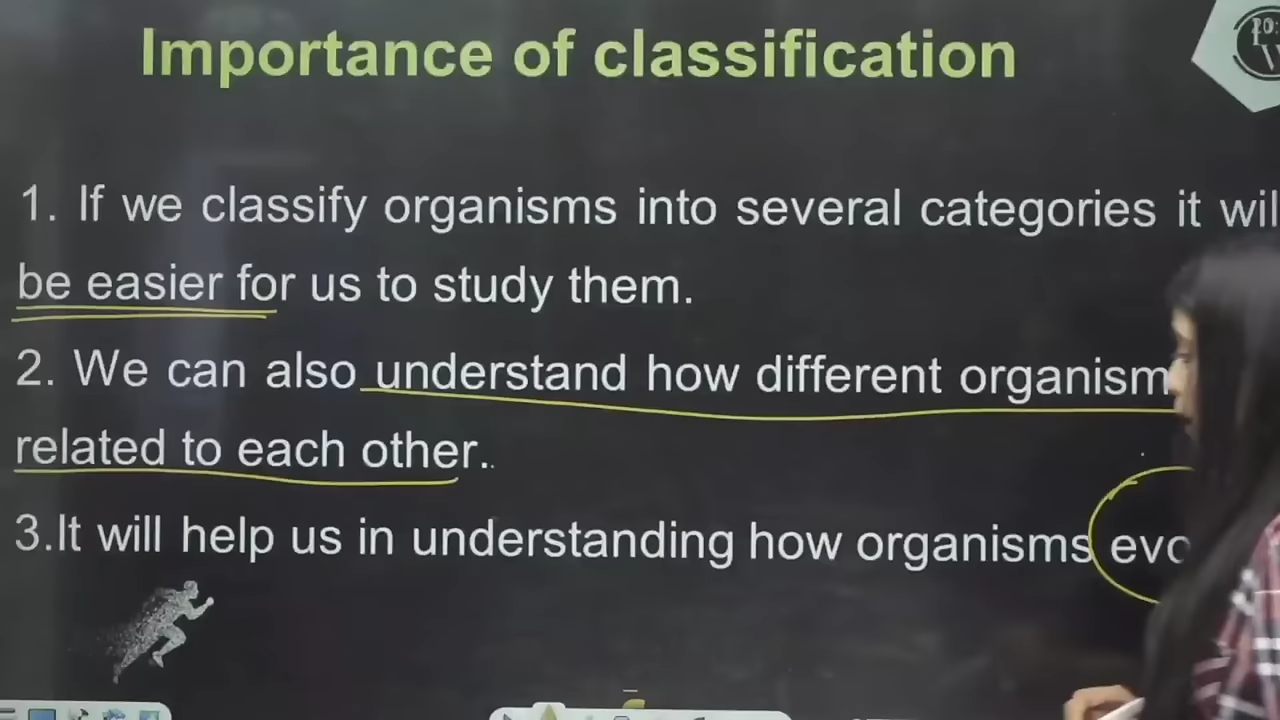 Importance of classification
1. If we classify organisms into several categories it
be easier for us to study them.
2. We can also understand how different organism
related to each other..
3.It will help us in understanding how organisms